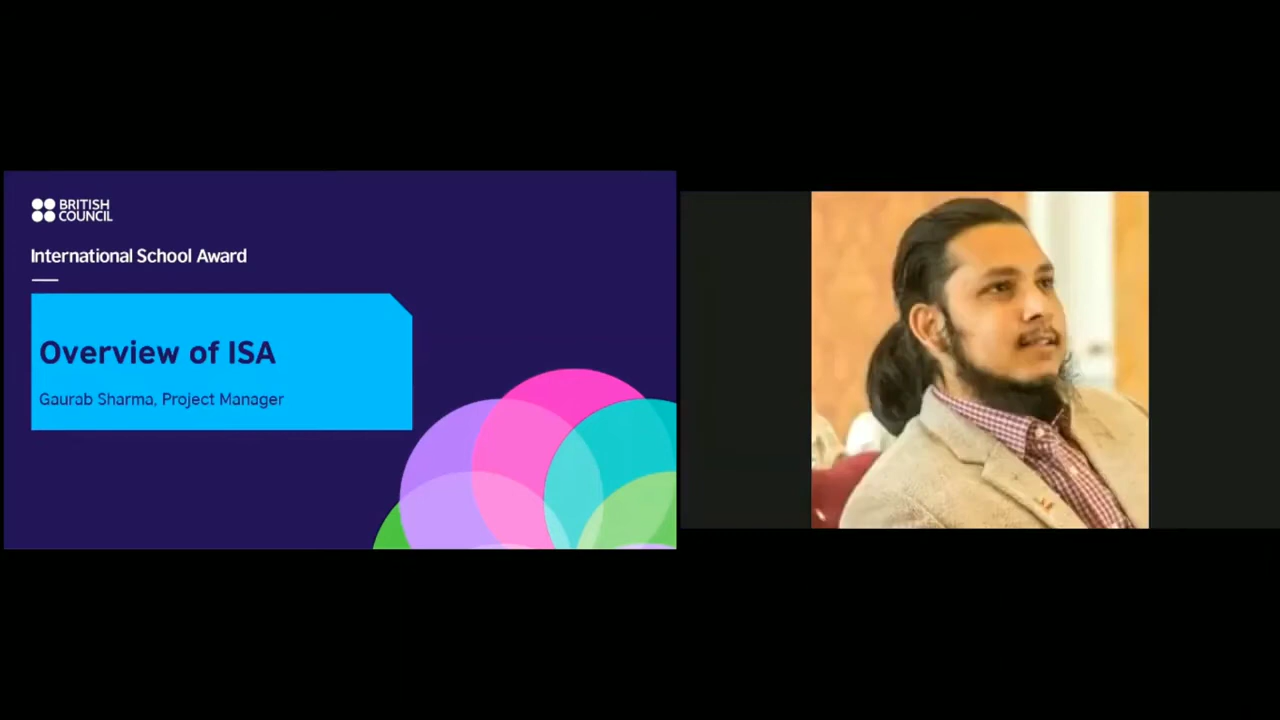 BRITISH
COUNCIL
International School Award
Overview of ISA
Gaurab Sharma, Project Manager